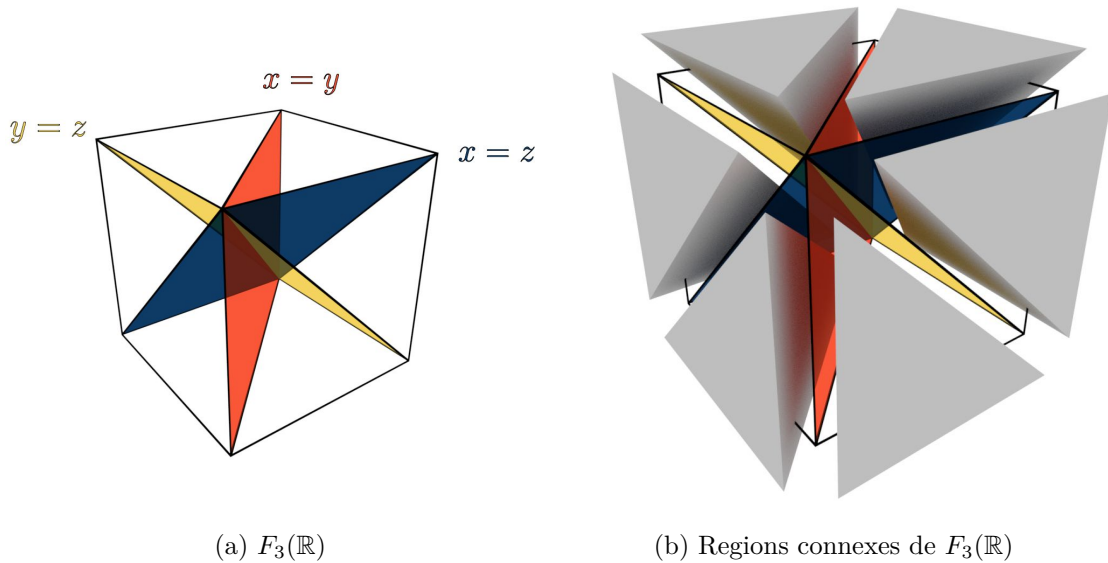 x = y
y = z
x = z
(a) F₃(ℝ)
(b) Regions connexes de F₃(ℝ)